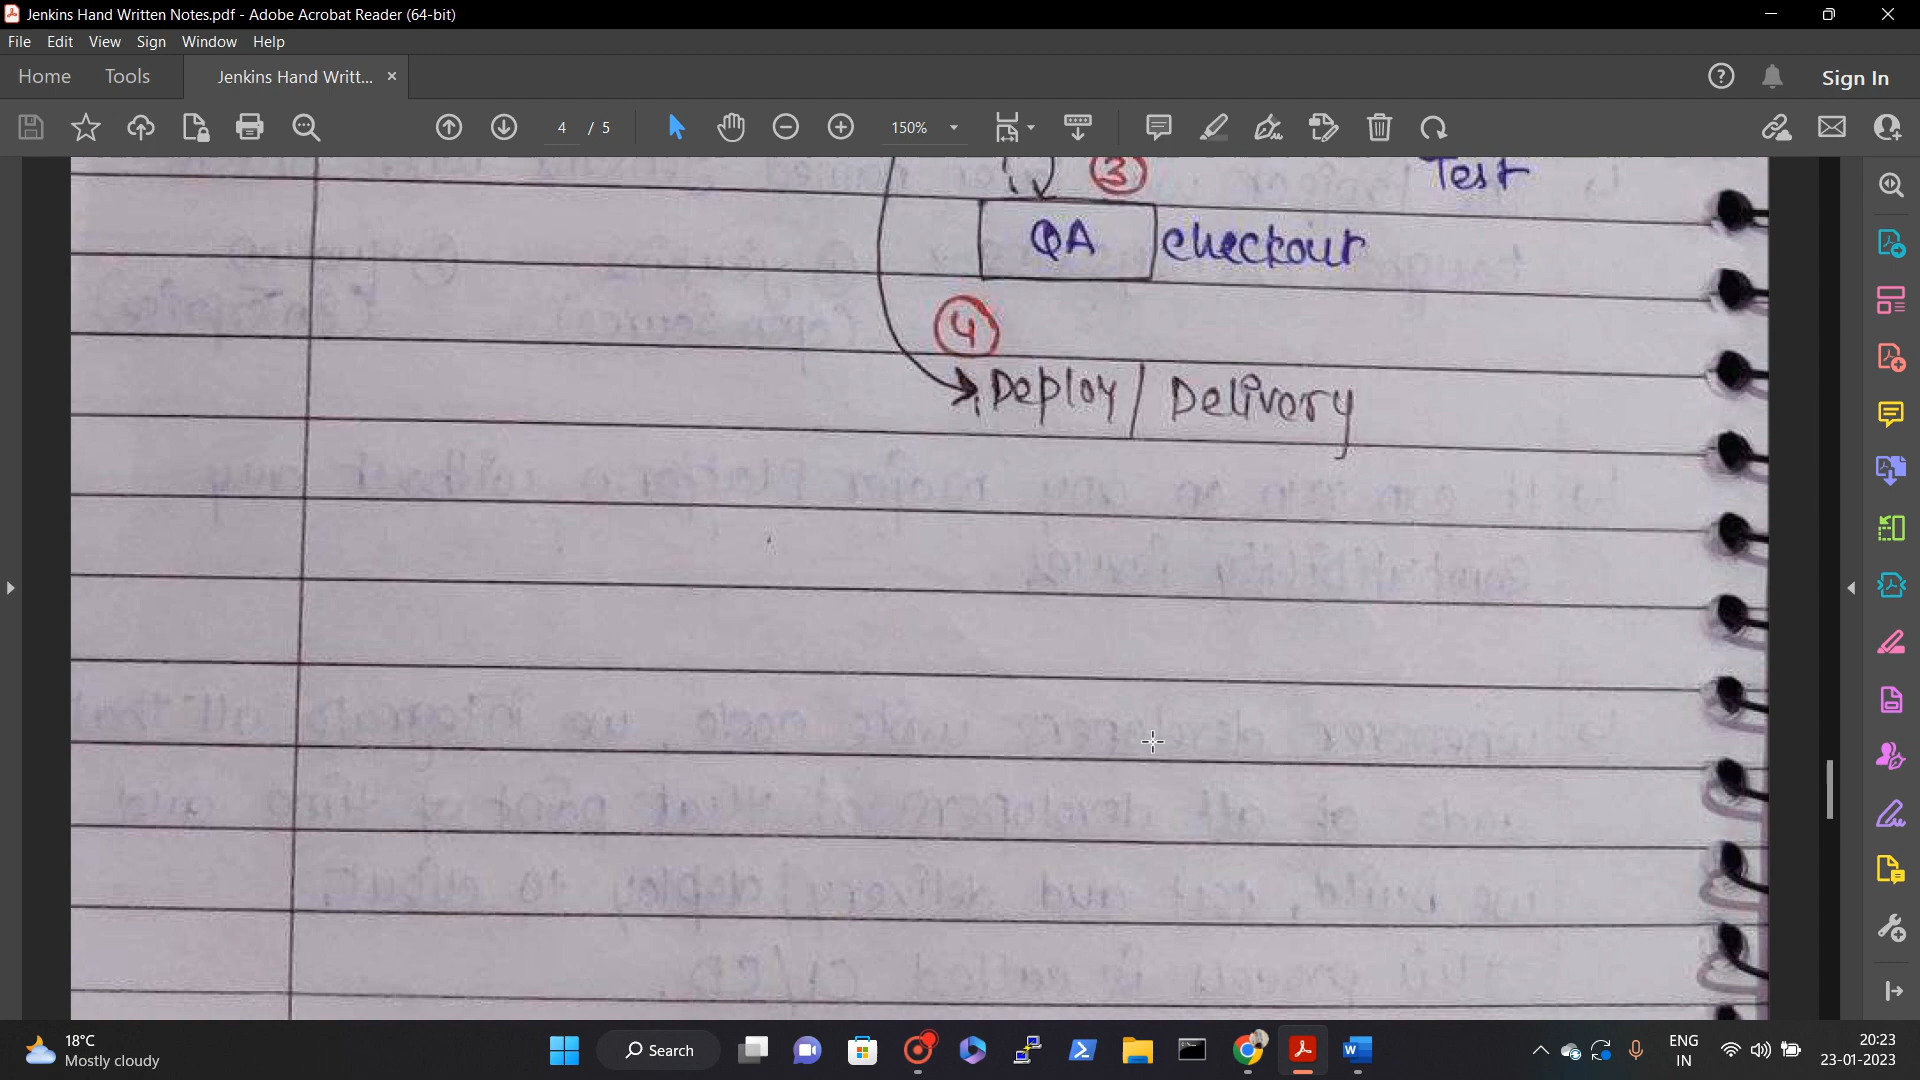 Jenkins Hand Written Notes.pdf - Adobe Acrobat Reader (64-bit)
File Edit View Sign Window Help
Home Tools Jenkins Hand Writt... Sign In
4 / 5 150%
3 Test
QA checkout
4
Deploy / Delivery
18°C
Mostly cloudy
Search
ENG
IN
20:23
23-01-2023